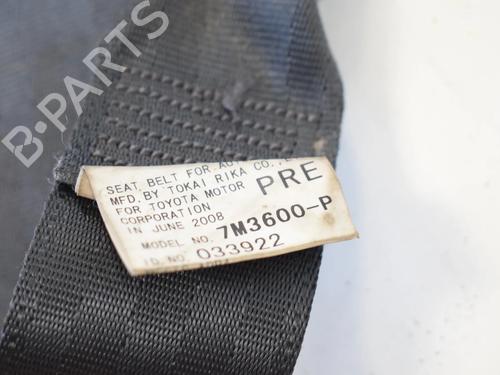 B-PARTS
SEAT BELT FOR
MFD. BY TOKAI RIKA CO.,
FOR TOYOTA MOTOR PRE
CORPORATION
IN JUNE 2008
MODEL NO. 7M3600-P
ID. NO. 033922